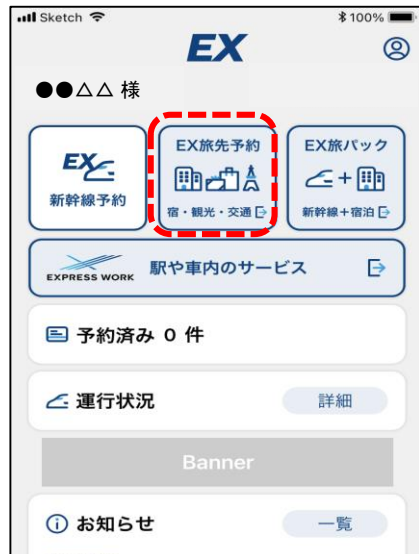 Sketch 100%
EX
●●△△ 様
EX 新幹線予約
EX旅先予約
宿・観光・交通
EX旅パック
+
新幹線+宿泊
EXPRESS WORK 駅や車内のサービス
予約済み 0 件
運行状況 詳細
Banner
お知らせ 一覧